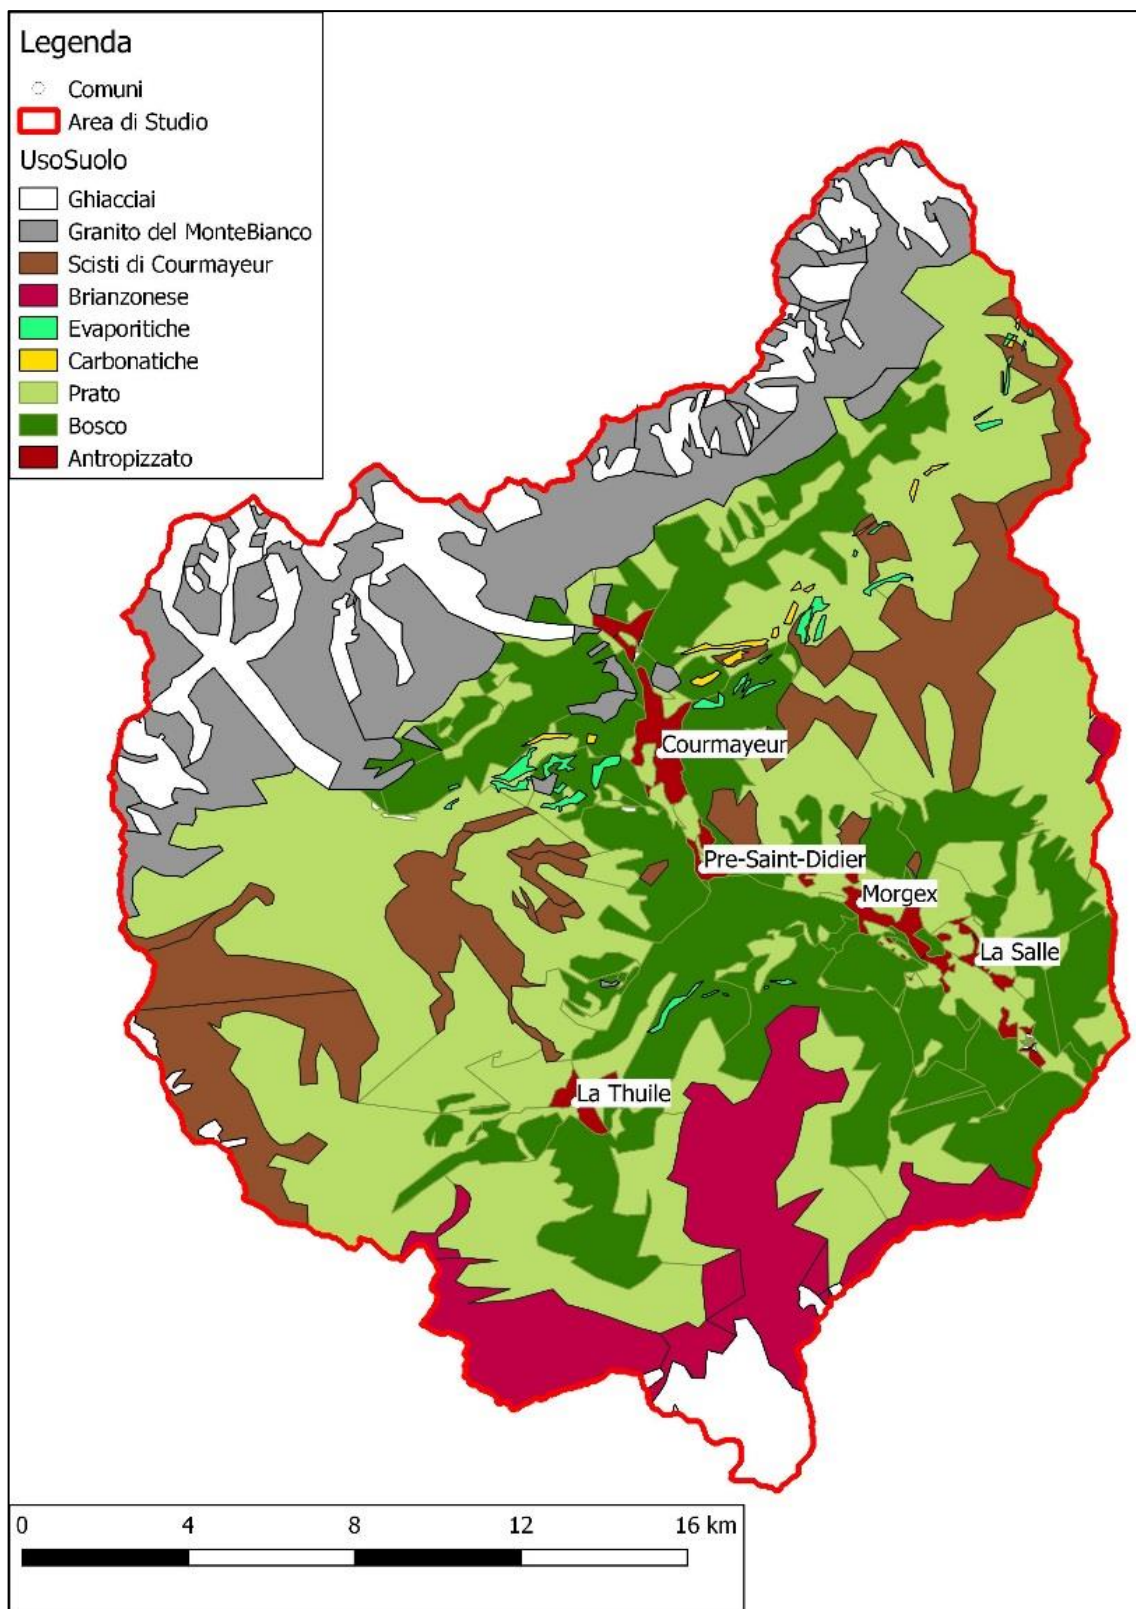 Legenda
Comuni
Area di Studio
UsoSuolo
Ghiacciai
Granito del MonteBianco
Scisti di Courmayeur
Brianzonese
Evaporitiche
Carbonatiche
Prato
Bosco
Antropizzato
Courmayeur
Pre-Saint-Didier
Morgex
La Salle
La Thuile
0 4 8 12 16 km